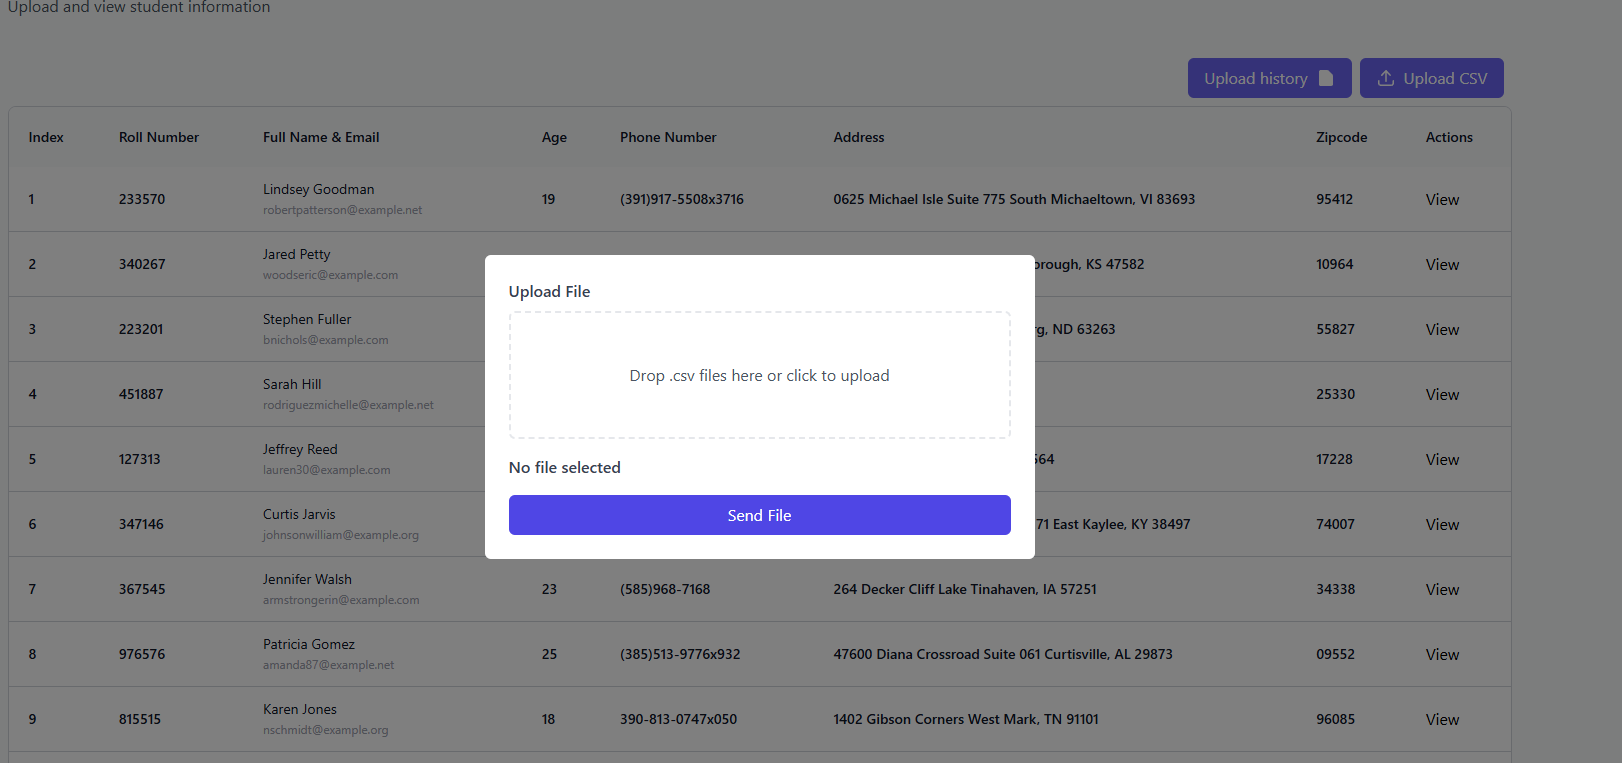 Upload and view student information
Upload history Upload CSV
Index Roll Number Full Name & Email Age Phone Number Address Zipcode Actions
Lindsey Goodman
1 233570 19 (391)917-5508x3716 0625 Michael Isle Suite 775 South Michaeltown, VI 83693 95412 View
robertpatterson@example.net
Jared Petty
2 340267 KS 47582 10964 View
woodseric@example.com
Stephen Fuller
3 223201 ND 63263 55827 View
bnichols@example.com
Sarah Hill
4 451887 25330 View
rodriguezmichelle@example.net
Jeffrey Reed
5 127313 17228 View
lauren30@example.com
Curtis Jarvis
6 347146 71 East Kaylee, KY 38497 74007 View
johnsonwilliam@example.org
Jennifer Walsh
7 367545 23 (585)968-7168 264 Decker Cliff Lake Tinahaven, IA 57251 34338 View
armstrongerin@example.com
Patricia Gomez
8 976576 25 (385)513-9776x932 47600 Diana Crossroad Suite 061 Curtisville, AL 29873 09552 View
amanda87@example.net
Karen Jones
9 815515 18 390-813-0747x050 1402 Gibson Corners West Mark, TN 91101 96085 View
nschmidt@example.org
Upload File
Drop .csv files here or click to upload
No file selected
Send File